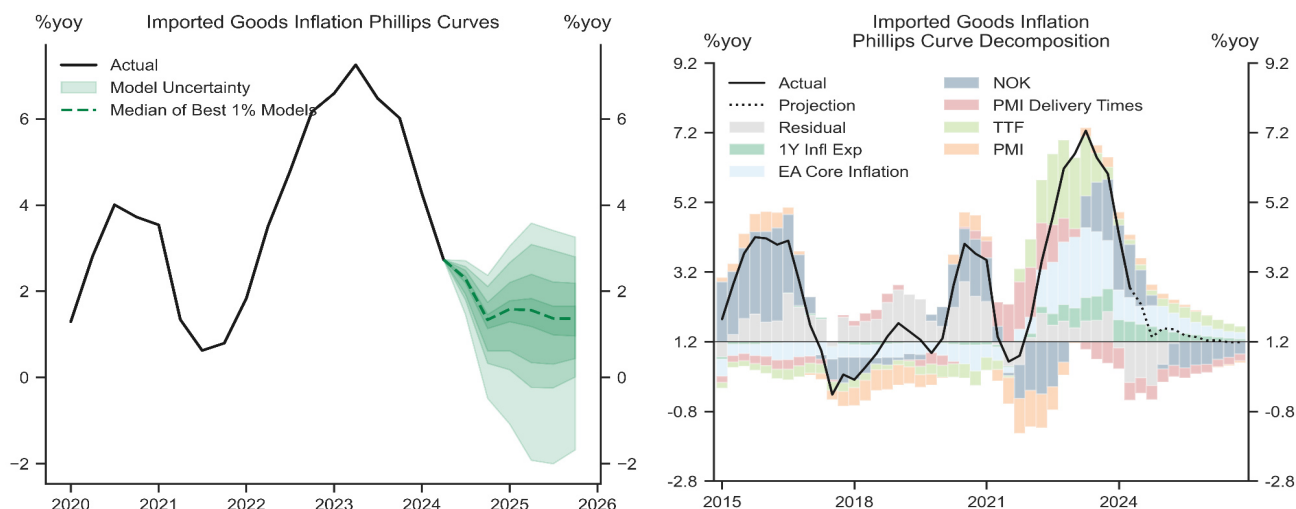 Imported Goods Inflation Phillips Curves
%yoy
%yoy
Actual
Model Uncertainty
Median of Best 1% Models
6
4
2
0
−2
6
4
2
0
−2
2020 2021 2022 2023 2024 2025 2026
Imported Goods Inflation
Phillips Curve Decomposition
%yoy
%yoy
Actual
Projection
Residual
1Y Infl Exp
EA Core Inflation
NOK
PMI Delivery Times
TTF
PMI
9.2
7.2
5.2
3.2
1.2
-0.8
-2.8
9.2
7.2
5.2
3.2
1.2
-0.8
-2.8
2015 2018 2021 2024